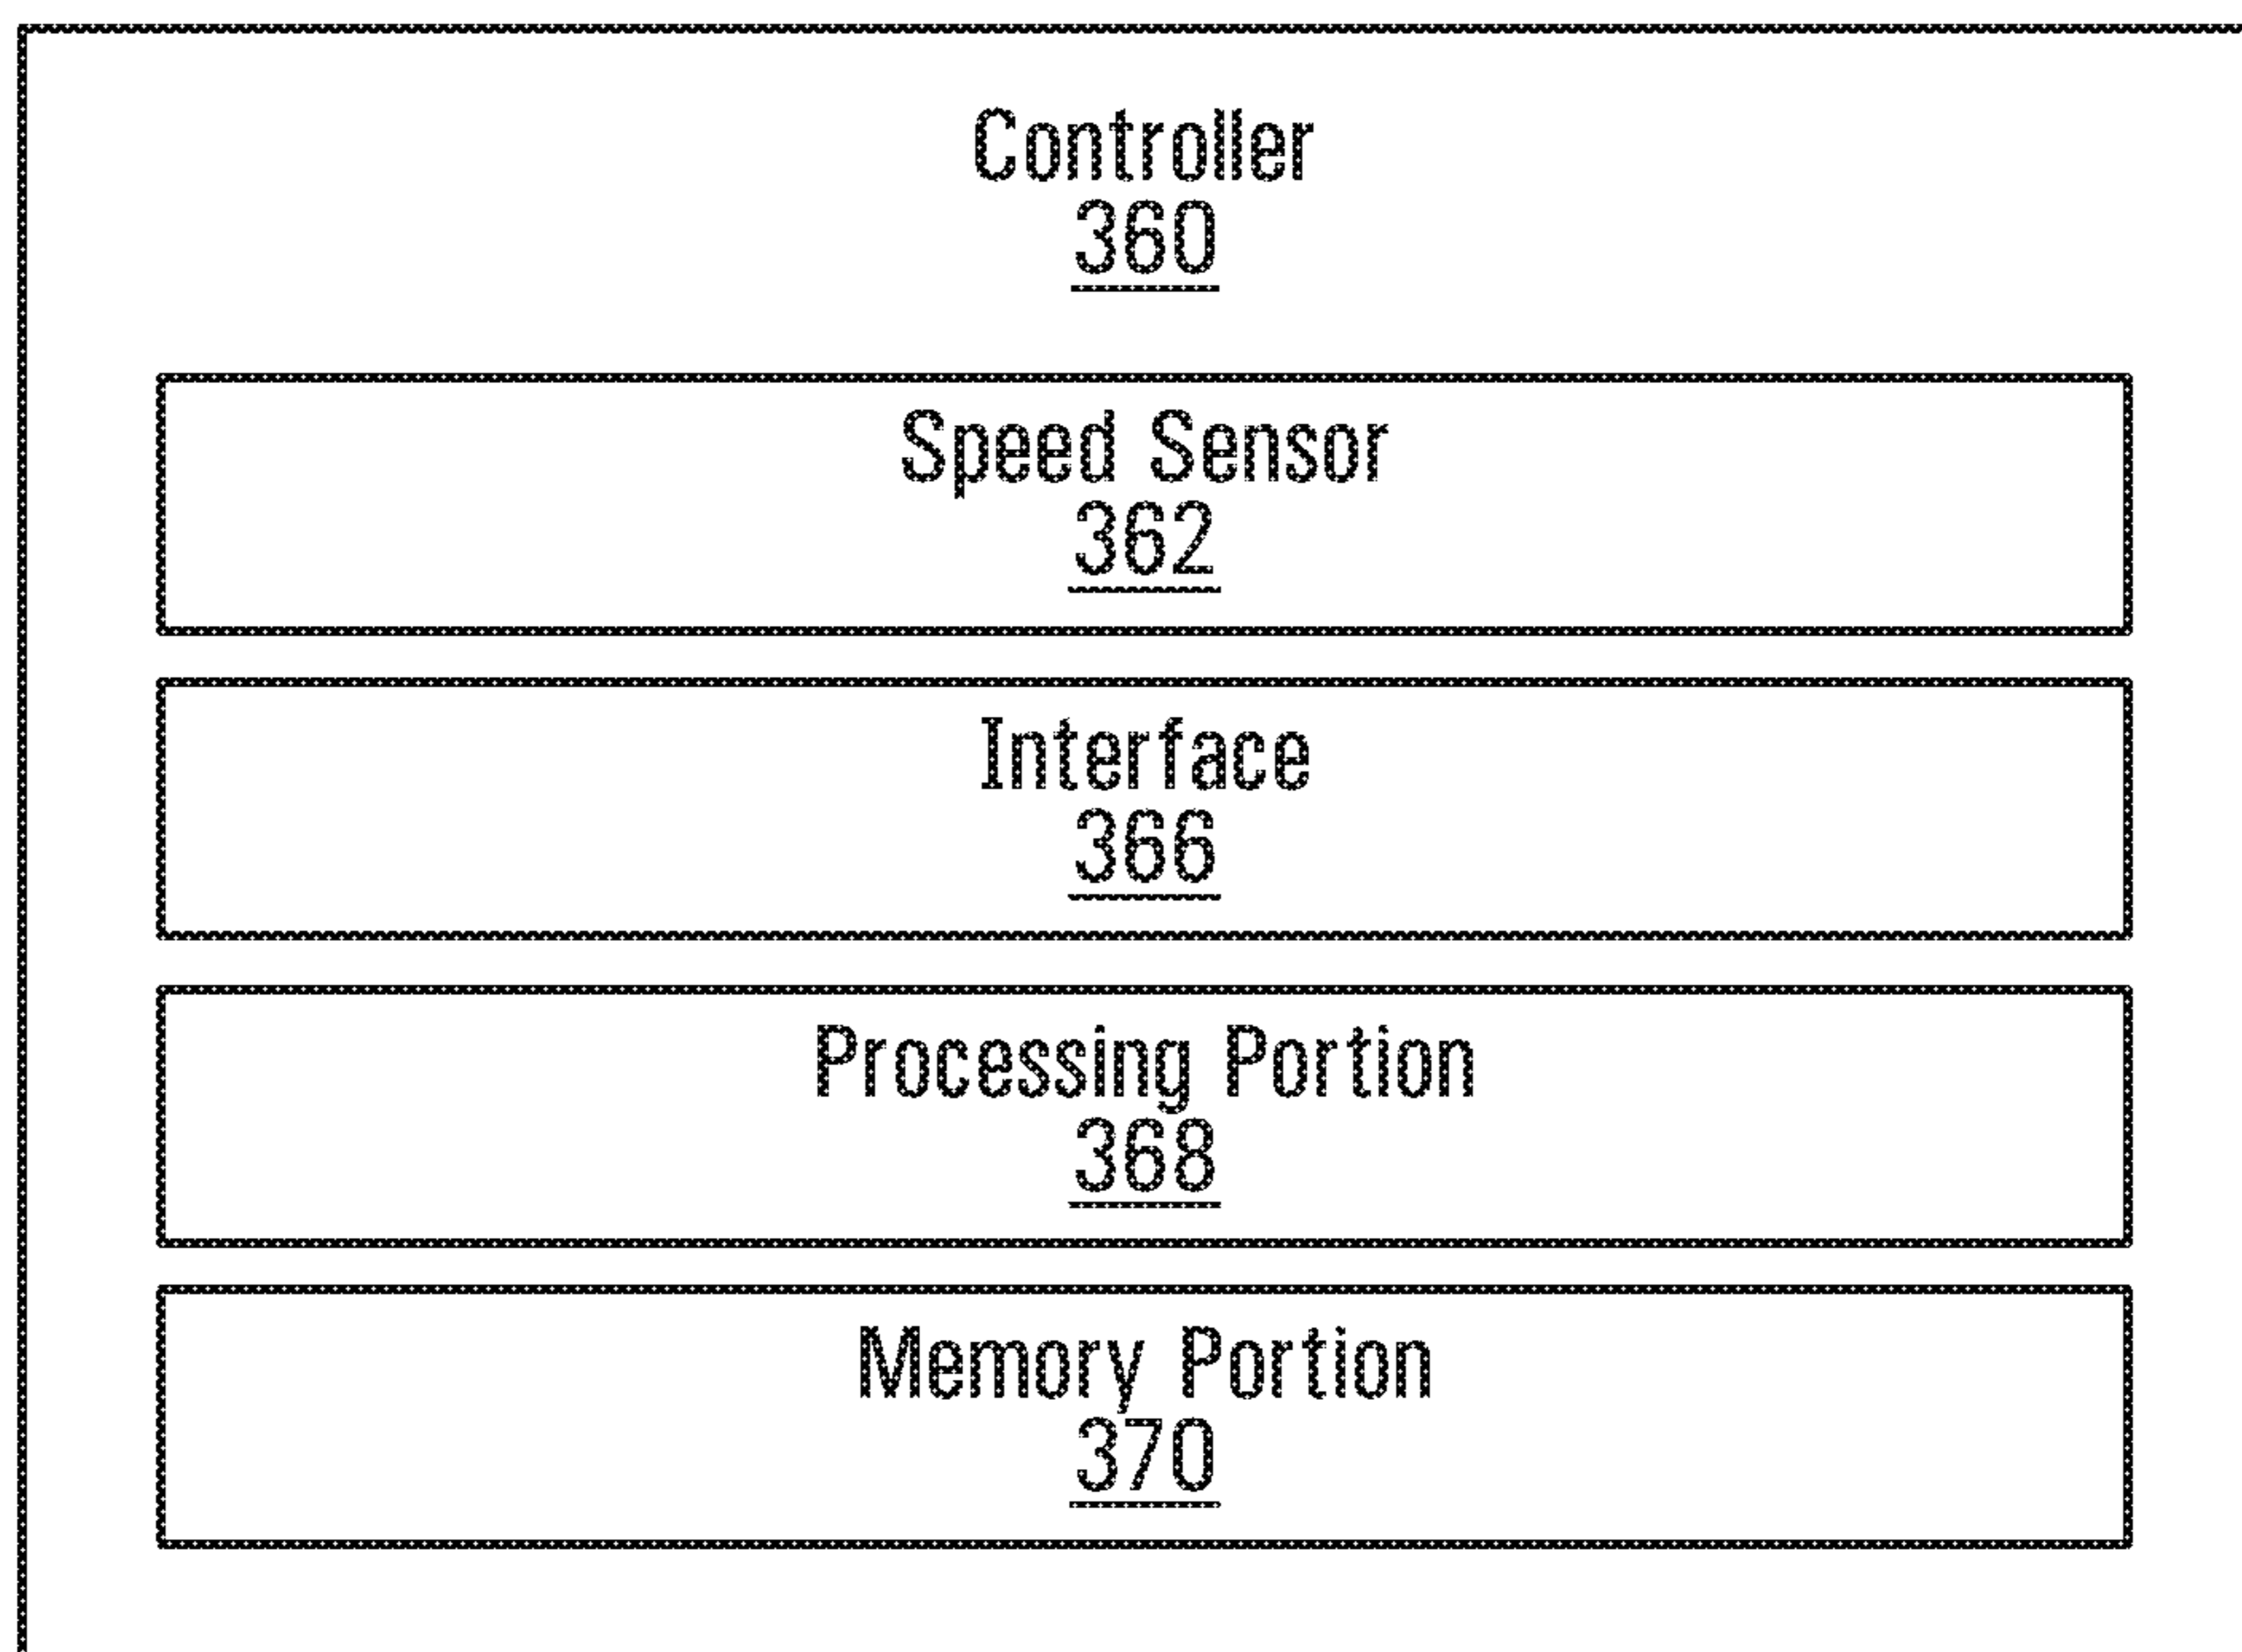 Controller
360
Speed Sensor
362
Interface
366
Processing Portion
368
Memory Portion
370